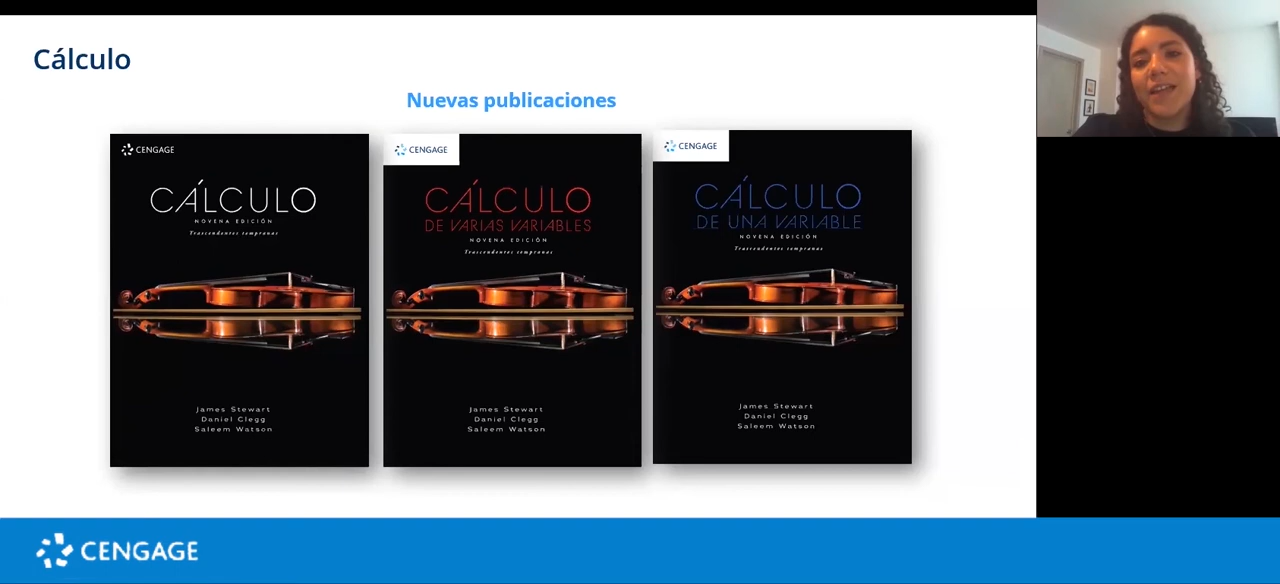 Cálculo
Nuevas publicaciones
CENGAGE
CÁLCULO
NOVENA EDICIÓN
Trascendentes tempranas
James Stewart
Daniel Clegg
Saleem Watson
CENGAGE
CÁLCULO
DE VARIAS VARIABLES
NOVENA EDICIÓN
Trascendentes tempranas
James Stewart
Daniel Clegg
Saleem Watson
CENGAGE
CÁLCULO
DE UNA VARIABLE
NOVENA EDICIÓN
Trascendentes tempranas
James Stewart
Daniel Clegg
Saleem Watson
CENGAGE